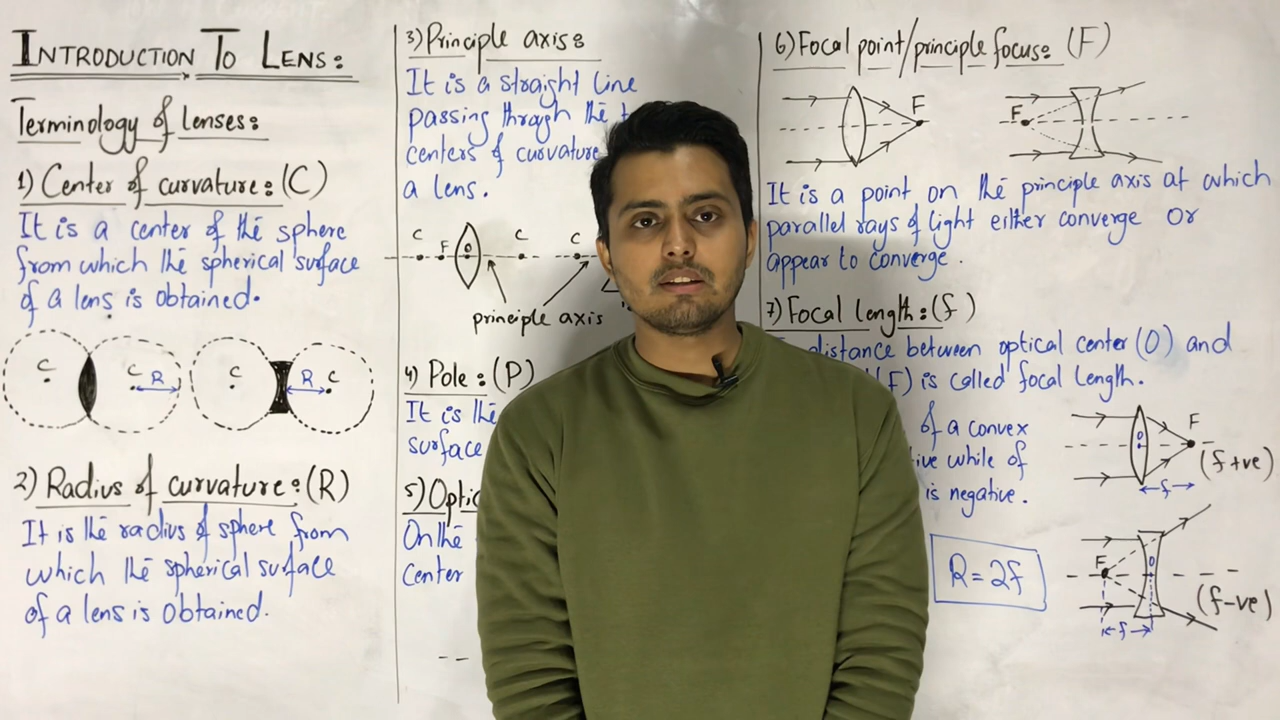 INTRODUCTION TO LENS:
Terminology of lenses:
1) Center of curvature: (C)
It is a center of the sphere
from which the spherical surface
of a lens is obtained.
C C R C R C
2) Radius of curvature: (R)
It is the radius of sphere from
which the spherical surface
of a lens is obtained.
3) Principle axis:
It is a straight line
passing through the
centers of curvature
a lens.
C F O C C
principle axis
4) Pole: (P)
It is the
surface
5)
On the
center
6) Focal point/principle focus: (F)
F F
It is a point on the principle axis at which
parallel rays of light either converge or
appear to converge.
7) Focal length: (f)
distance between optical center (O) and
(F) is called focal length.
of a convex
while of
is negative.
O F
(f+ve)
f
R=2f
F O
(f-ve)
f